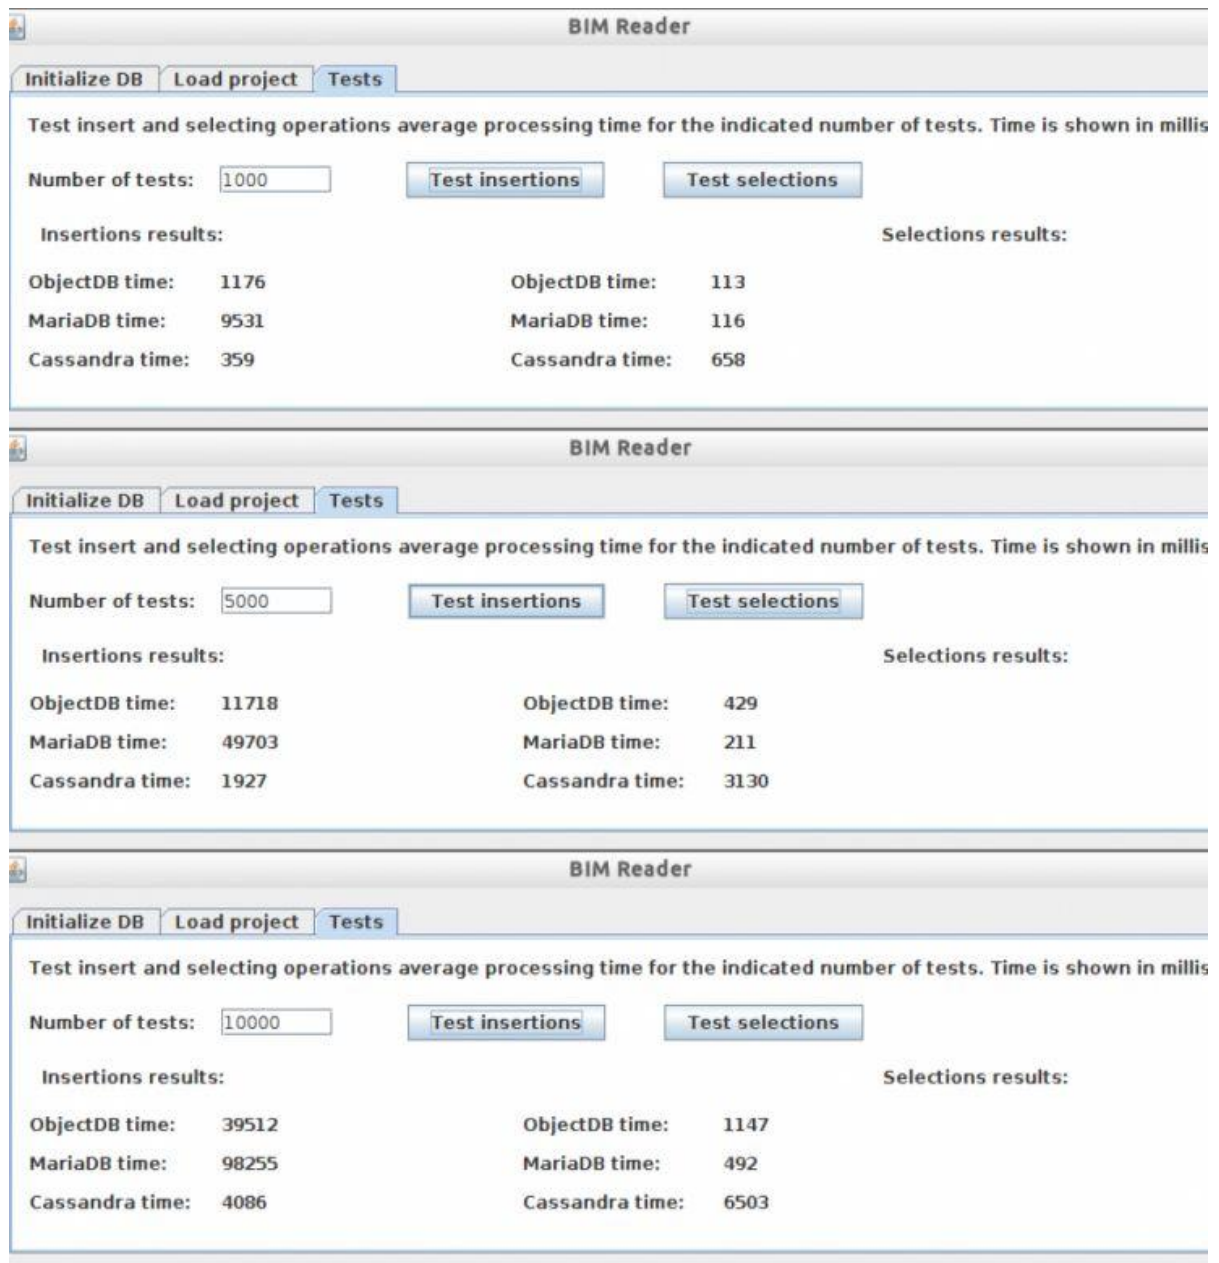 BIM Reader
Initialize DB Load project Tests
Test insert and selecting operations average processing time for the indicated number of tests. Time is shown in millis
Number of tests: 1000 Test insertions Test selections
Insertions results: Selections results:
ObjectDB time: 1176 ObjectDB time: 113
MariaDB time: 9531 MariaDB time: 116
Cassandra time: 359 Cassandra time: 658
BIM Reader
Initialize DB Load project Tests
Test insert and selecting operations average processing time for the indicated number of tests. Time is shown in millis
Number of tests: 5000 Test insertions Test selections
Insertions results: Selections results:
ObjectDB time: 11718 ObjectDB time: 429
MariaDB time: 49703 MariaDB time: 211
Cassandra time: 1927 Cassandra time: 3130
BIM Reader
Initialize DB Load project Tests
Test insert and selecting operations average processing time for the indicated number of tests. Time is shown in millis
Number of tests: 10000 Test insertions Test selections
Insertions results: Selections results:
ObjectDB time: 39512 ObjectDB time: 1147
MariaDB time: 98255 MariaDB time: 492
Cassandra time: 4086 Cassandra time: 6503